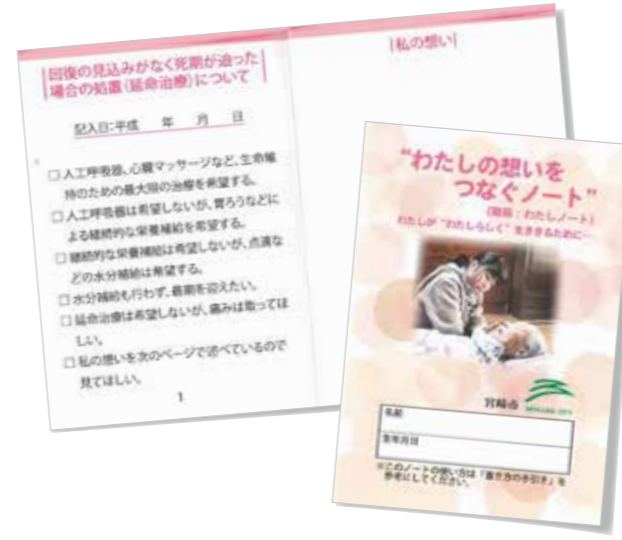 回復の見込みがなく死期が迫った
場合の処置(延命治療)について
記入日:平成　年　月　日
□ 人工呼吸器、心臓マッサージなど、生命維
持のための最大限の治療を希望する。
□ 人工呼吸器は希望しないが、胃ろうなどに
よる継続的な栄養補給を希望する。
□ 継続的な栄養補給は希望しないが、点滴な
どの水分補給は希望する。
□ 水分補給も行わず、最期を迎えたい。
□ 延命治療は希望しないが、痛みは取ってほ
しい。
□ 私の想いを次のページで述べているので
見てほしい。
1
|私の想い|
“わたしの想いを
つなぐノート”
(略称:わたしノート)
わたしが“わたしらしく”生ききるために…
宮崎市
MIYAZAKI CITY
名前
生年月日
※このノートの使い方は「書き方の手引き」を
参考にしてください。